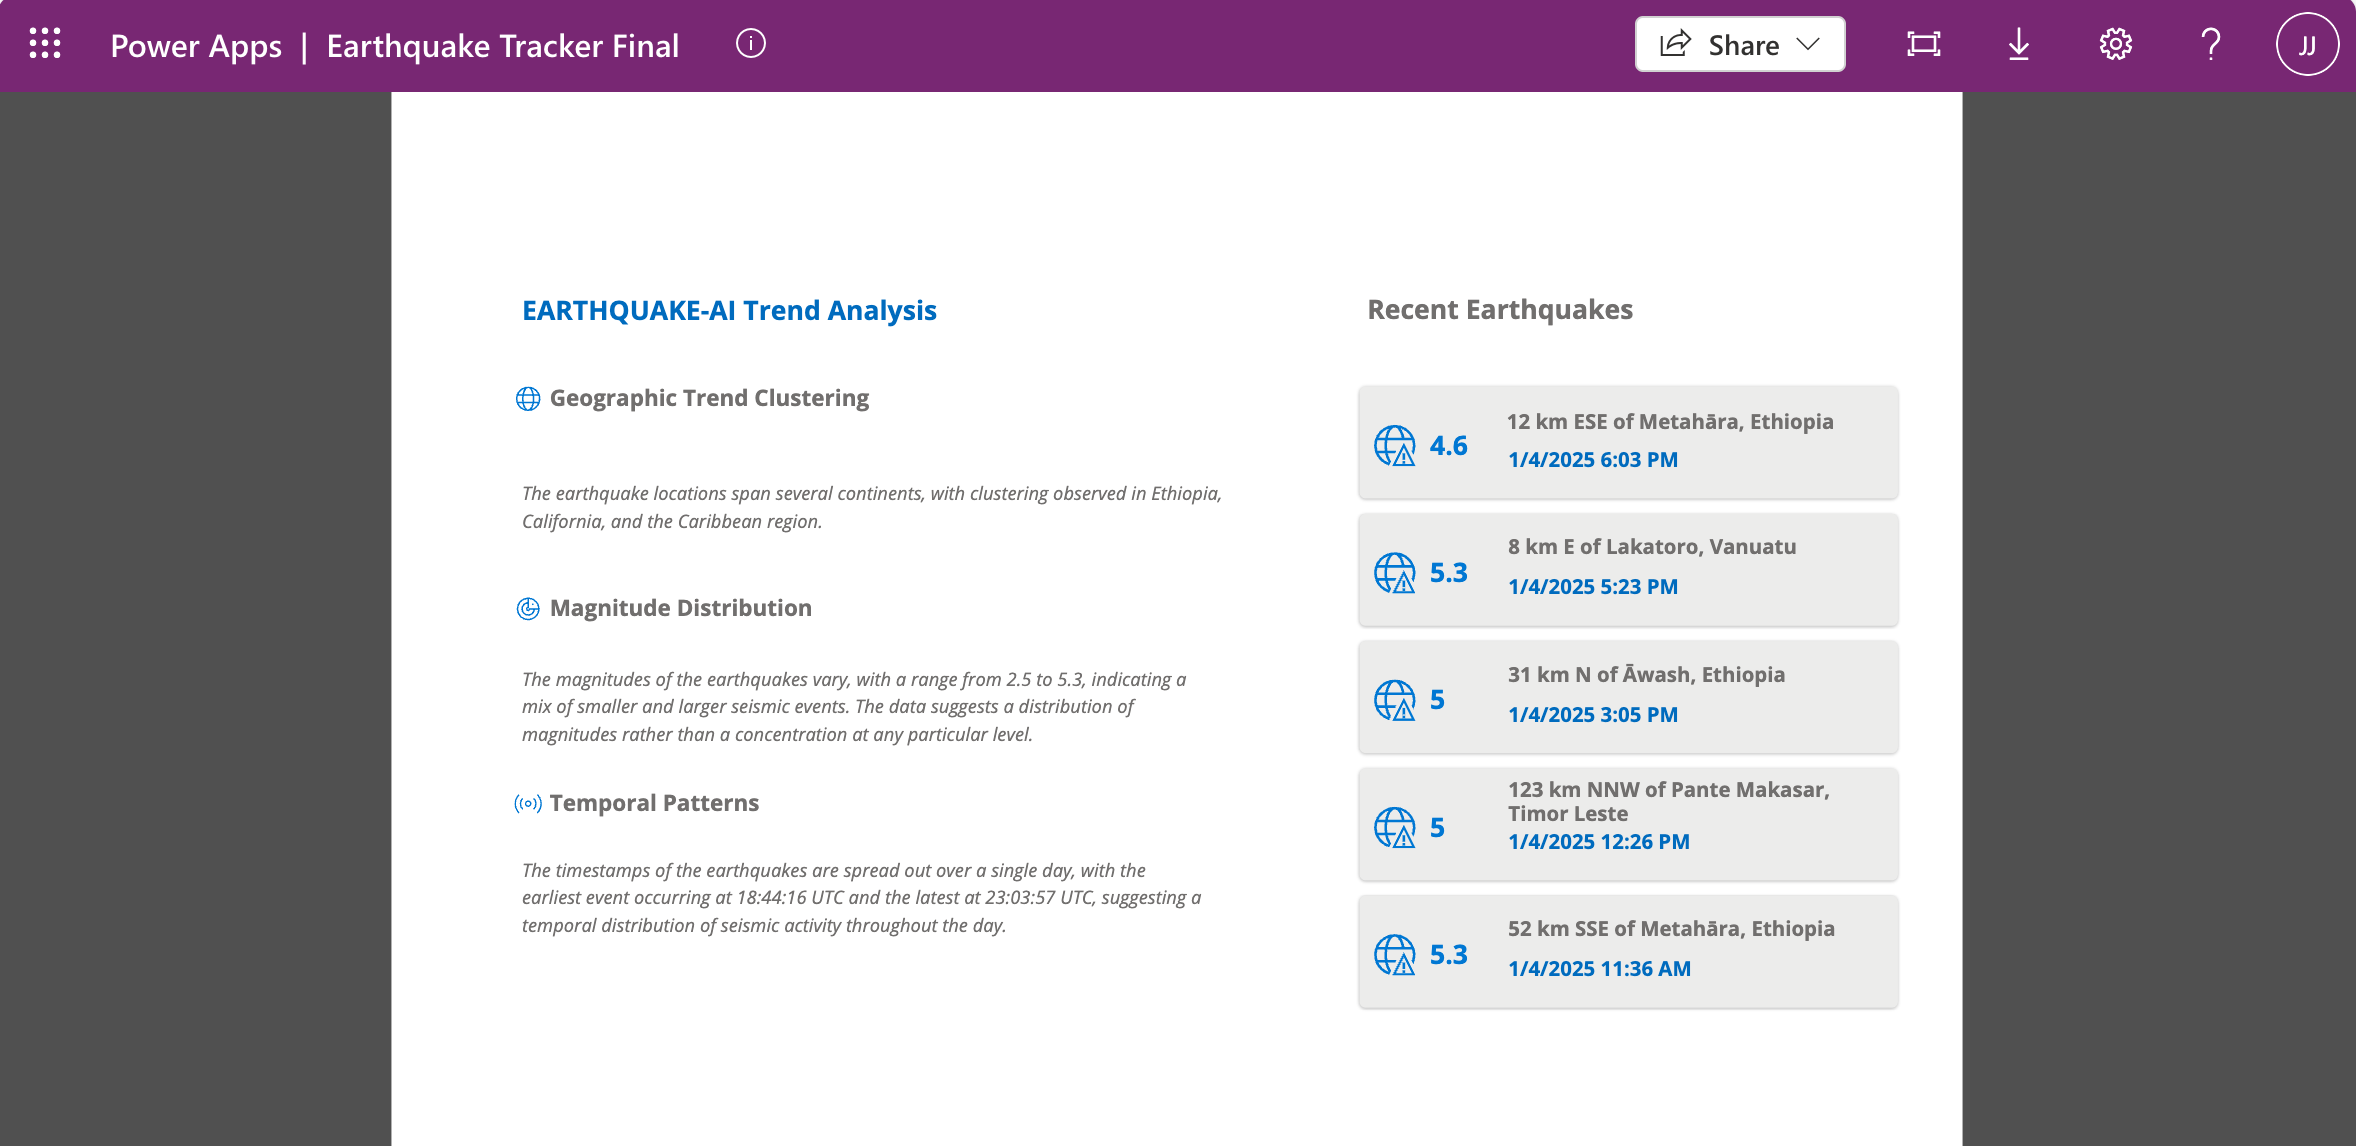 Power Apps | Earthquake Tracker Final
Share
JJ
EARTHQUAKE-AI Trend Analysis
Geographic Trend Clustering
The earthquake locations span several continents, with clustering observed in Ethiopia,
California, and the Caribbean region.
Magnitude Distribution
The magnitudes of the earthquakes vary, with a range from 2.5 to 5.3, indicating a
mix of smaller and larger seismic events. The data suggests a distribution of
magnitudes rather than a concentration at any particular level.
Temporal Patterns
The timestamps of the earthquakes are spread out over a single day, with the
earliest event occurring at 18:44:16 UTC and the latest at 23:03:57 UTC, suggesting a
temporal distribution of seismic activity throughout the day.
Recent Earthquakes
4.6
12 km ESE of Metahāra, Ethiopia
1/4/2025 6:03 PM
5.3
8 km E of Lakatoro, Vanuatu
1/4/2025 5:23 PM
5
31 km N of Āwash, Ethiopia
1/4/2025 3:05 PM
5
123 km NNW of Pante Makasar,
Timor Leste
1/4/2025 12:26 PM
5.3
52 km SSE of Metahāra, Ethiopia
1/4/2025 11:36 AM